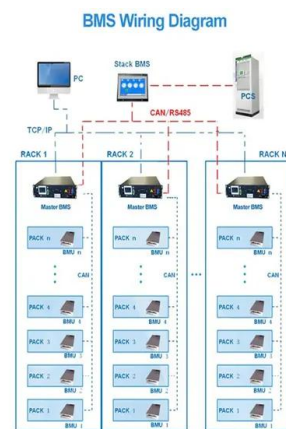 BMS Wiring Diagram
PC
Stack BMS
PCS
CAN/RS485
TCP/IP
RACK 1
RACK 2
RACK N
Master BMS
Master BMS
Master BMS
PACK n
BMU n
PACK n
BMU n
PACK n
BMU n
CAN
CAN
CAN
PACK 4
BMU 4
PACK 4
BMU 4
PACK 4
BMU 4
PACK 3
BMU 3
PACK 3
BMU 3
PACK 3
BMU 3
PACK 2
BMU 2
PACK 2
BMU 2
PACK 2
BMU 2
PACK 1
BMU 1
PACK 1
BMU 1
PACK 1
BMU 1